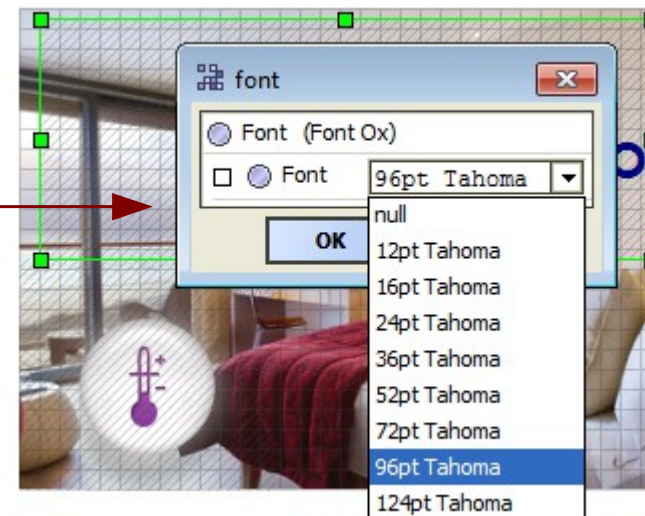 font
Font (Font Ox)
Font 96pt Tahoma
null
OK
12pt Tahoma
16pt Tahoma
24pt Tahoma
36pt Tahoma
52pt Tahoma
72pt Tahoma
96pt Tahoma
124pt Tahoma